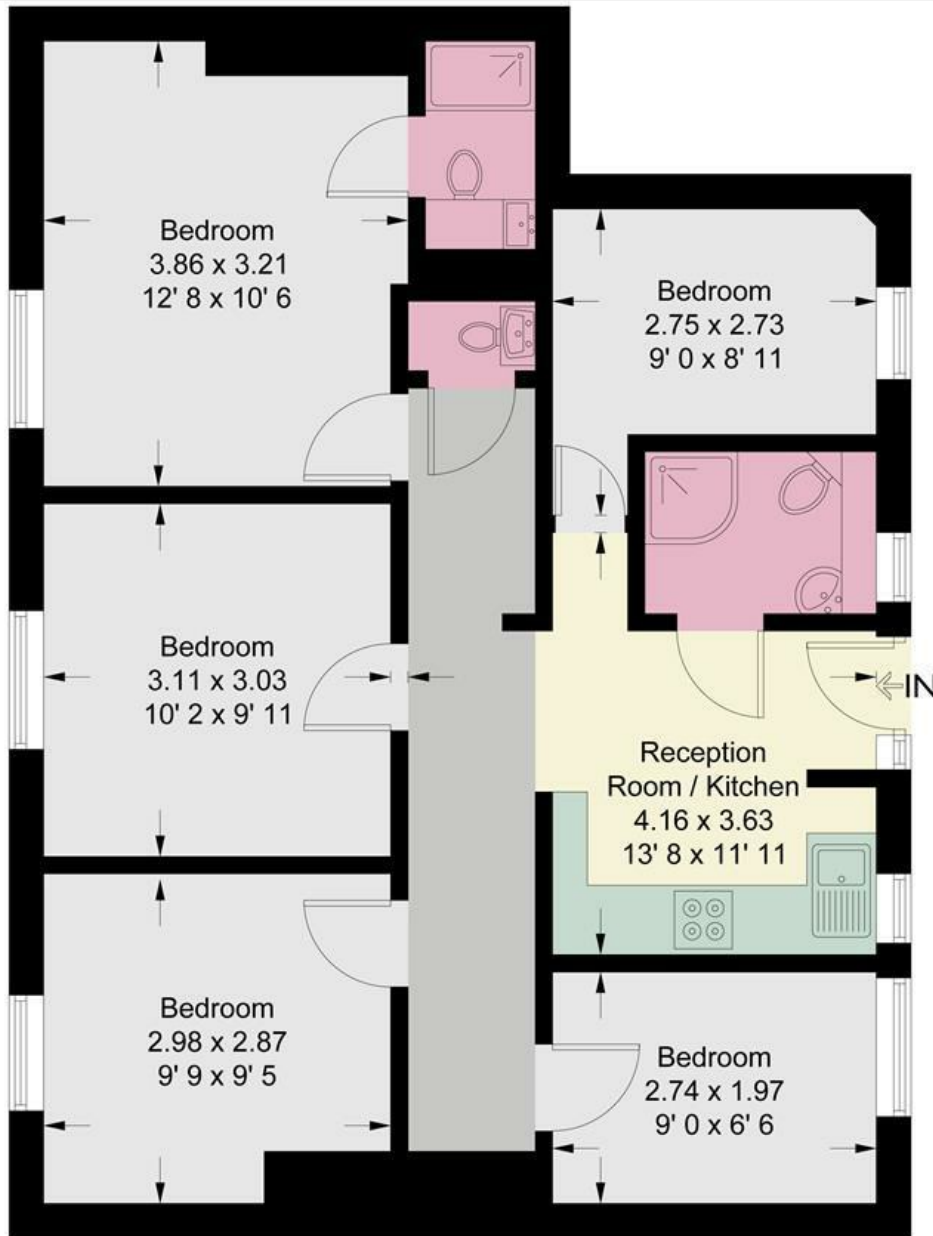 Bedroom
3.86 x 3.21
12' 8 x 10' 6
Bedroom
2.75 x 2.73
9' 0 x 8' 11
Bedroom
3.11 x 3.03
10' 2 x 9' 11
IN
Reception
Room / Kitchen
4.16 x 3.63
13' 8 x 11' 11
Bedroom
2.98 x 2.87
9' 9 x 9' 5
Bedroom
2.74 x 1.97
9' 0 x 6' 6